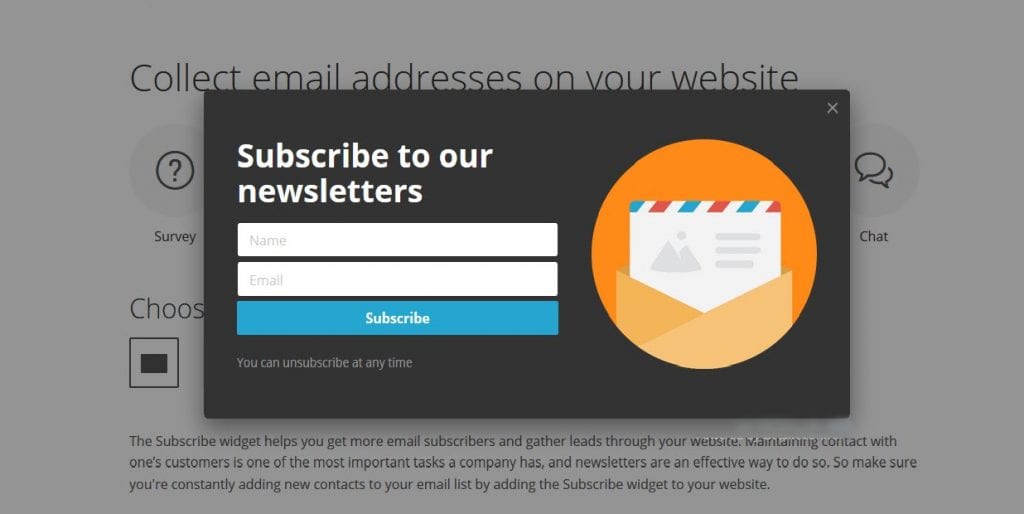 Collect email addresses on your website
Subscribe to our
newsletters
Name
Email
Subscribe
You can unsubscribe at any time
Survey
Chat
Choos
The Subscribe widget helps you get more email subscribers and gather leads through your website. Maintaining contact with
one’s customers is one of the most important tasks a company has, and newsletters are an effective way to do so. So make sure
you're constantly adding new contacts to your email list by adding the Subscribe widget to your website.